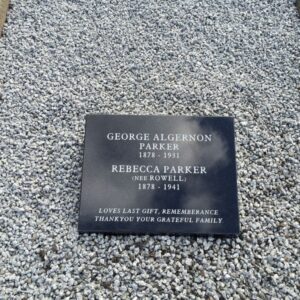 GEORGE ALGERNON
PARKER
1878 - 1931
REBECCA PARKER
(NEE ROWELL)
1878 - 1941
LOVES LAST GIFT, REMEMBERANCE
THANKYOU YOUR GRATEFUL FAMILY